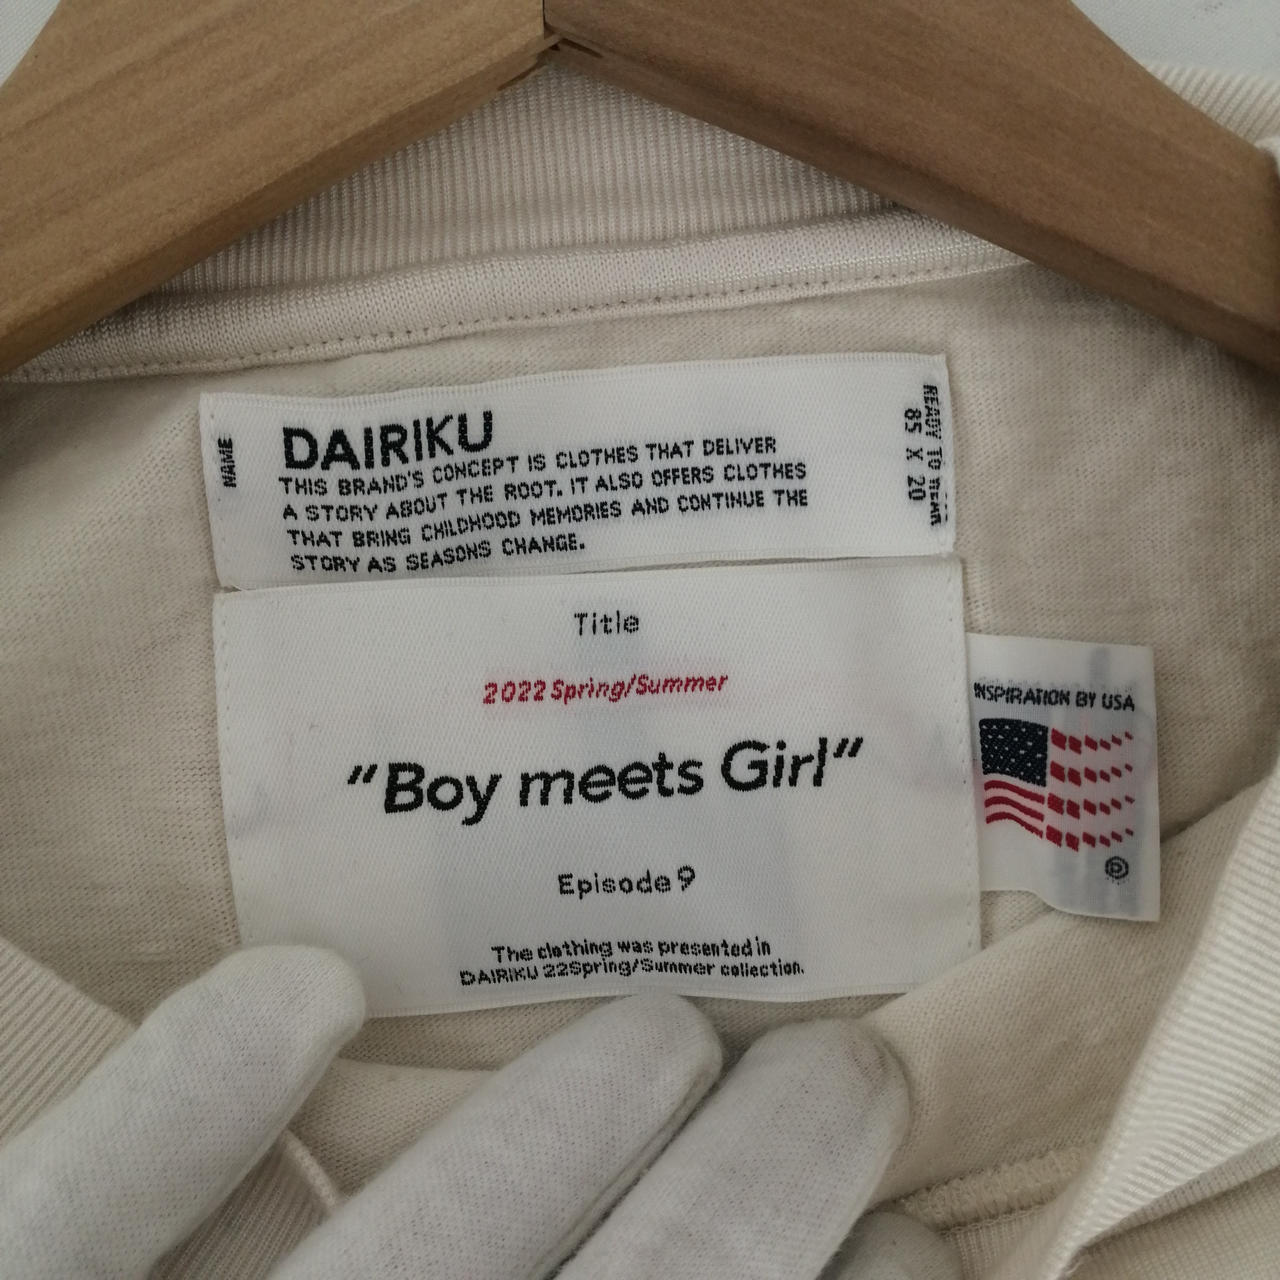 NAME
DAIRIKU
THIS BRAND'S CONCEPT IS CLOTHES THAT DELIVER
A STORY ABOUT THE ROOT. IT ALSO OFFERS CLOTHES
THAT BRING CHILDHOOD MEMORIES AND CONTINUE THE
STORY AS SEASONS CHANGE.
READY TO WEAR
85 X 20
Title
2022 Spring/Summer
"Boy meets Girl"
Episode 9
The clothing was presented in
DAIRIKU 22Spring/Summer collection.
INSPIRATION BY USA